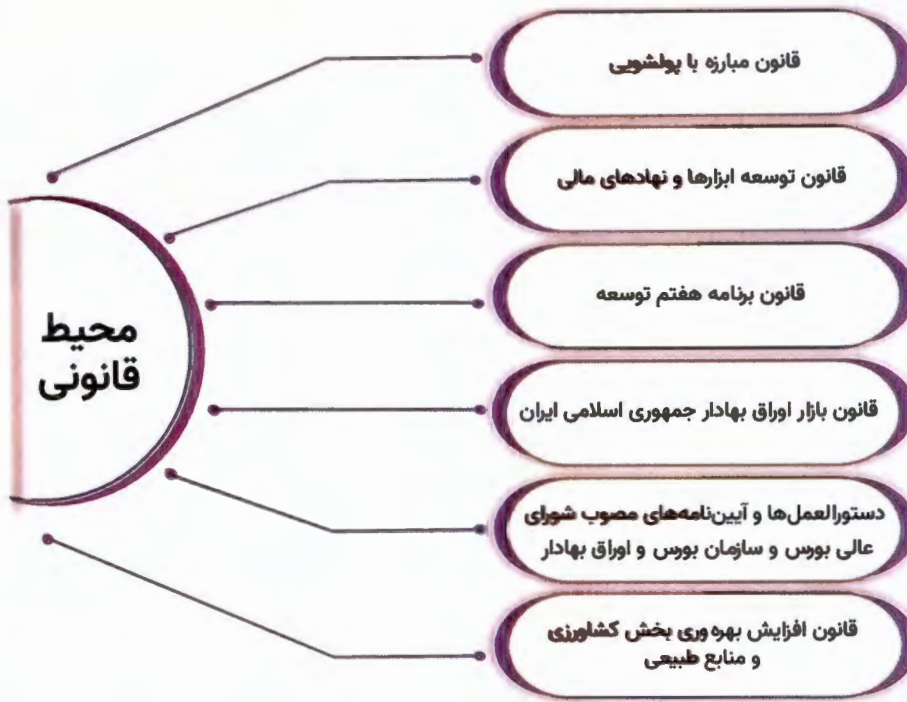 محیط
قانونی
قانون مبارزه با پولشویی
قانون توسعه ابزارها و نهادهای مالی
قانون برنامه هفتم توسعه
قانون بازار اوراق بهادار جمهوری اسلامی ایران
دستورالعمل‌ها و آیین‌نامه‌های مصوب شورای
عالی بورس و سازمان بورس و اوراق بهادار
قانون افزایش بهره‌وری بخش کشاورزی
و منابع طبیعی